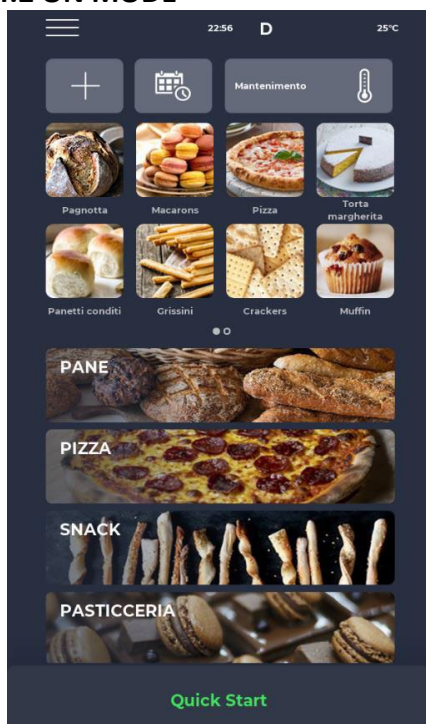 22:56 D 25°C
Mantenimento
Pagnotta Macarons Pizza Torta
margherita
Panetti conditi Grissini Crackers Muffin
PANE
PIZZA
SNACK
PASTICCERIA
Quick Start